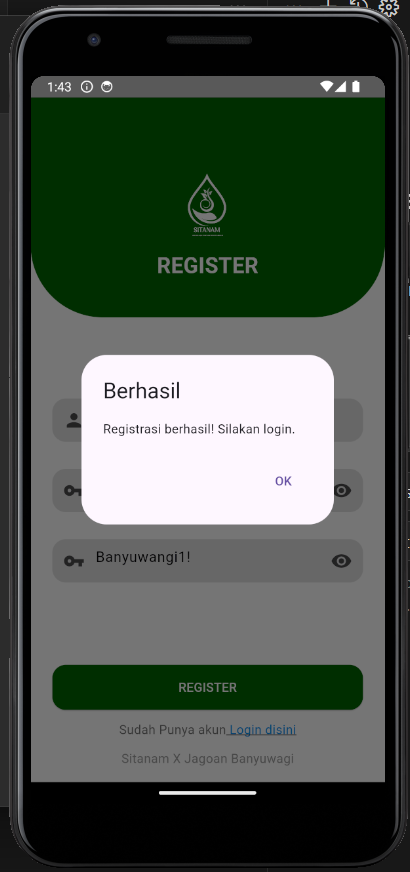 1:43
SITANAM
REGISTER
Berhasil
Registrasi berhasil! Silakan login.
OK
Banyuwangi1!
REGISTER
Sudah Punya akun Login disini
Sitanam X Jagoan Banyuwagi